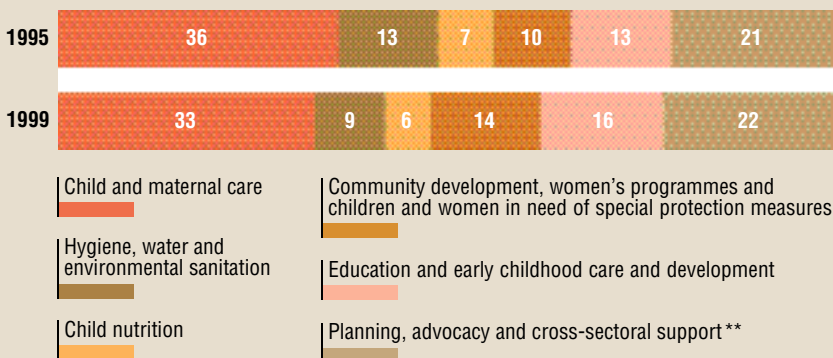 1995 36 13 7 10 13 21
1999 33 9 6 14 16 22
Child and maternal care
Hygiene, water and
environmental sanitation
Child nutrition
Community development, women's programmes and
children and women in need of special protection measures
Education and early childhood care and development
Planning, advocacy and cross-sectoral support**